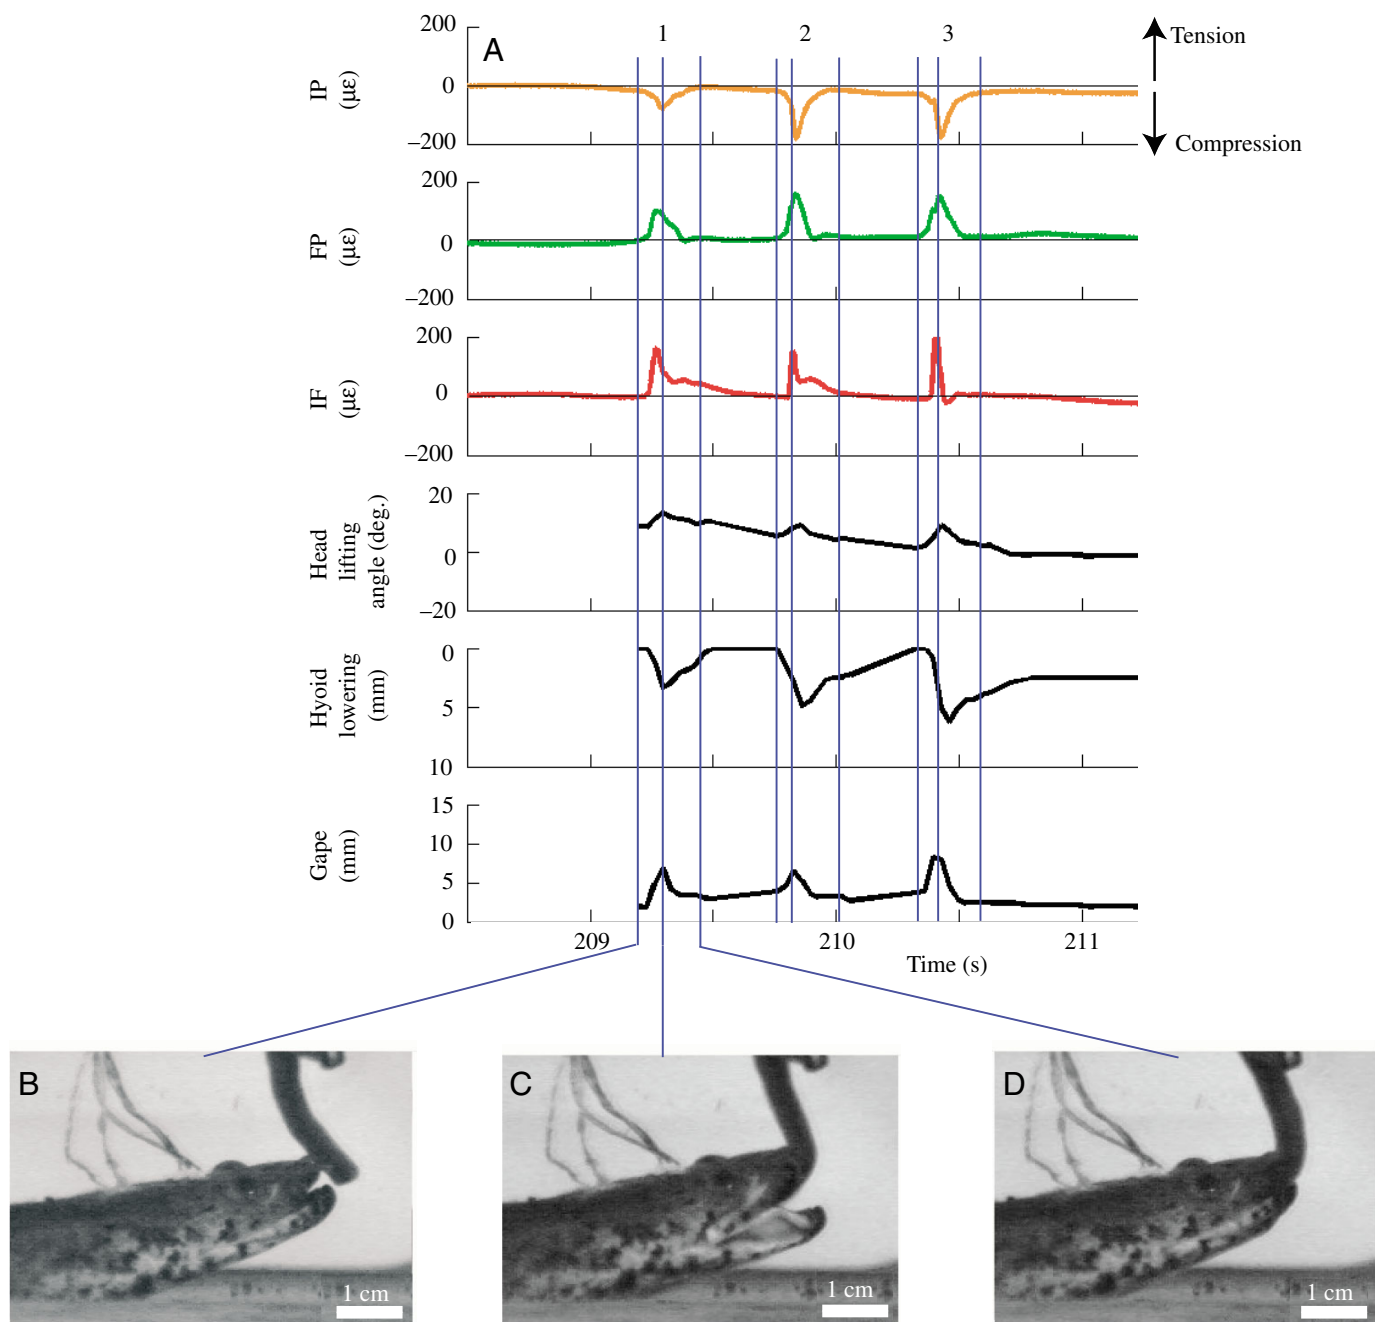 A
1
2
3
Tension
Compression
IP
(με)
200
0
–200
FP
(με)
200
0
–200
IF
(με)
200
0
–200
Head
lifting
angle (deg.)
20
0
–20
Hyoid
lowering
(mm)
0
5
10
Gape
(mm)
15
10
5
0
209
210
211
Time (s)
B
1 cm
C
1 cm
D
1 cm